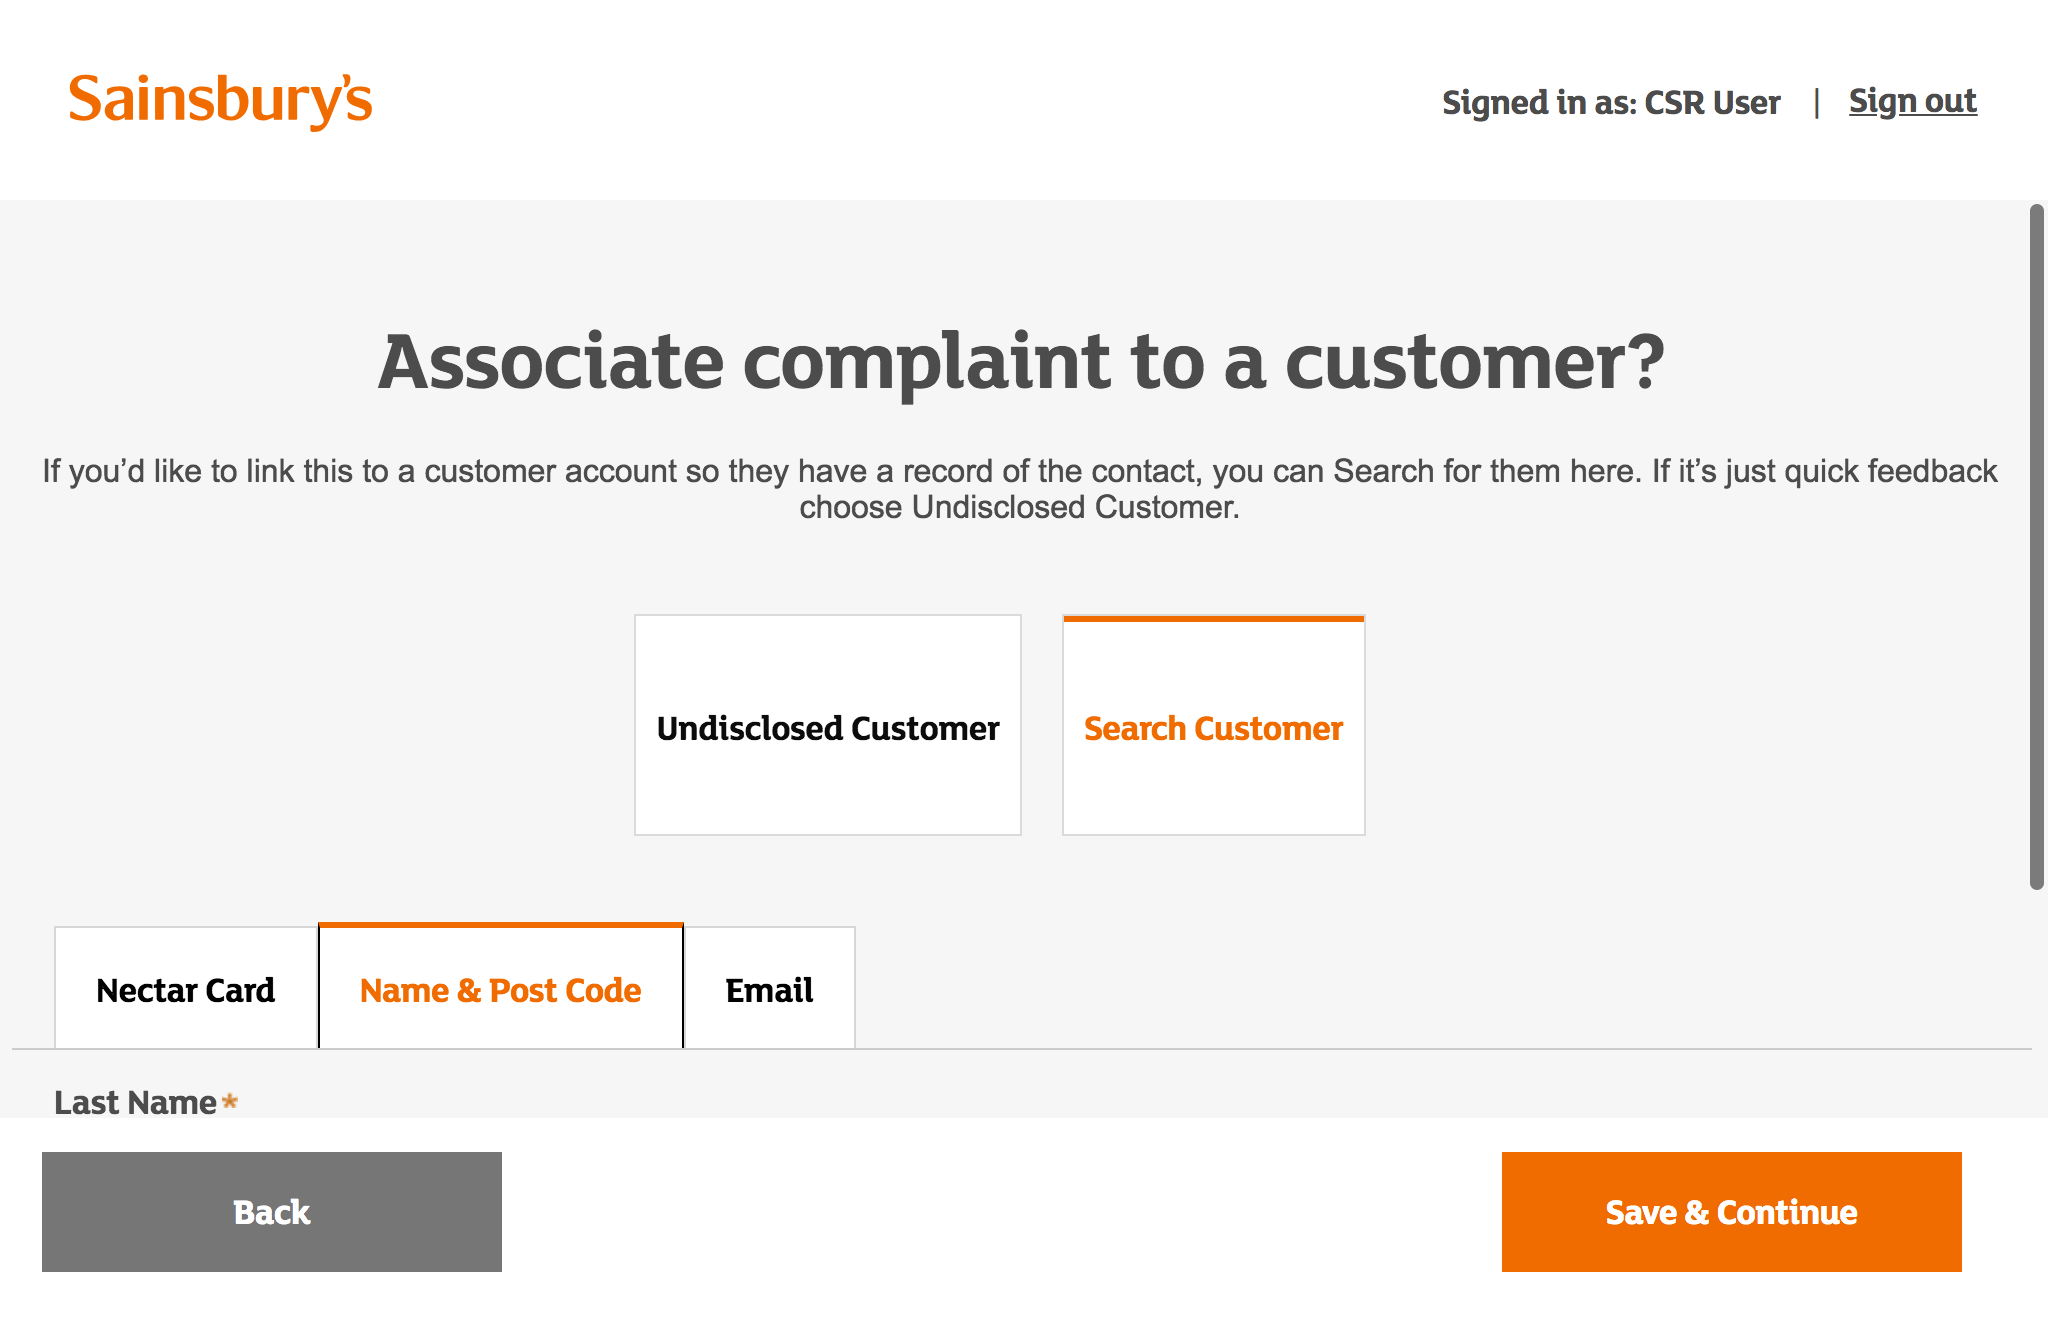 Sainsbury's
Signed in as: CSR User | Sign out
Associate complaint to a customer?
If you’d like to link this to a customer account so they have a record of the contact, you can Search for them here. If it’s just quick feedback
choose Undisclosed Customer.
Undisclosed Customer
Search Customer
Nectar Card
Name & Post Code
Email
Last Name*
Back
Save & Continue